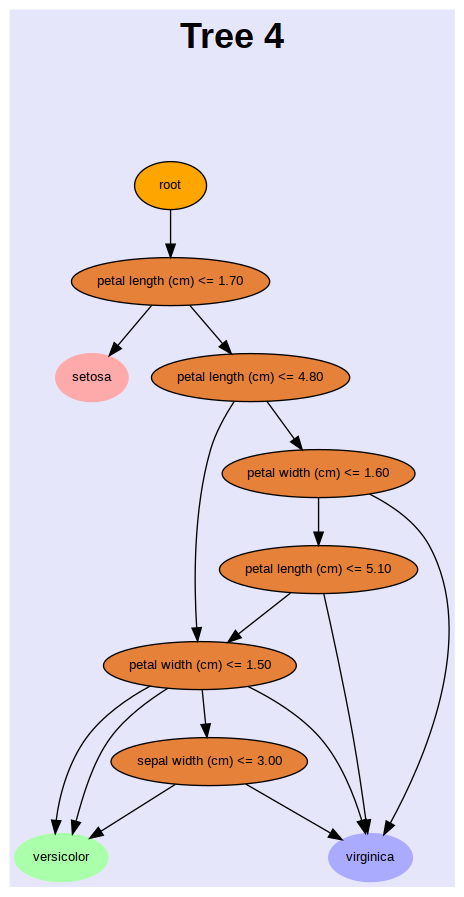 Tree 4
root
petal length (cm) <= 1.70
setosa
petal length (cm) <= 4.80
petal width (cm) <= 1.60
petal length (cm) <= 5.10
petal width (cm) <= 1.50
sepal width (cm) <= 3.00
versicolor
virginica